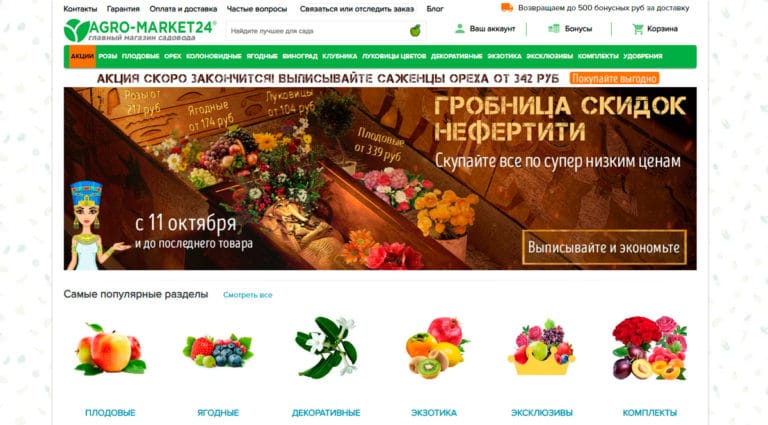 Контакты Гарантия Оплата и доставка Частые вопросы Связаться или отследить заказ Блог
Возвращаем до 500 бонусных руб за доставку
AGRO-MARKET24®
главный магазин садовода
Найдите лучшее для сада
Ваш аккаунт
Бонусы
Корзина
АКЦИИ РОЗЫ ПЛОДОВЫЕ ОРЕХ КОЛОНОВИДНЫЕ ЯГОДНЫЕ ВИНОГРАД КЛУБНИКА ЛУКОВИЦЫ ЦВЕТОВ ДЕКОРАТИВНЫЕ ЭКЗОТИКА ЭКСКЛЮЗИВЫ КОМПЛЕКТЫ УДОБРЕНИЯ
АКЦИЯ СКОРО ЗАКОНЧИТСЯ! ВЫПИСЫВАЙТЕ САЖЕНЦЫ ОРЕХА ОТ 342 РУБ
Покупайте выгодно
Розы от
217 руб
Ягодные
от 174 руб
Луковицы
от 104 руб
Плодовые
от 339 руб
ГРОБНИЦА СКИДОК
НЕФЕРТИТИ
Скупайте все по супер низким ценам
с 11 октября
и до последнего товара
Выписывайте и экономьте
Самые популярные разделы Смотреть все
ПЛОДОВЫЕ ЯГОДНЫЕ ДЕКОРАТИВНЫЕ ЭКЗОТИКА ЭКСКЛЮЗИВЫ КОМПЛЕКТЫ